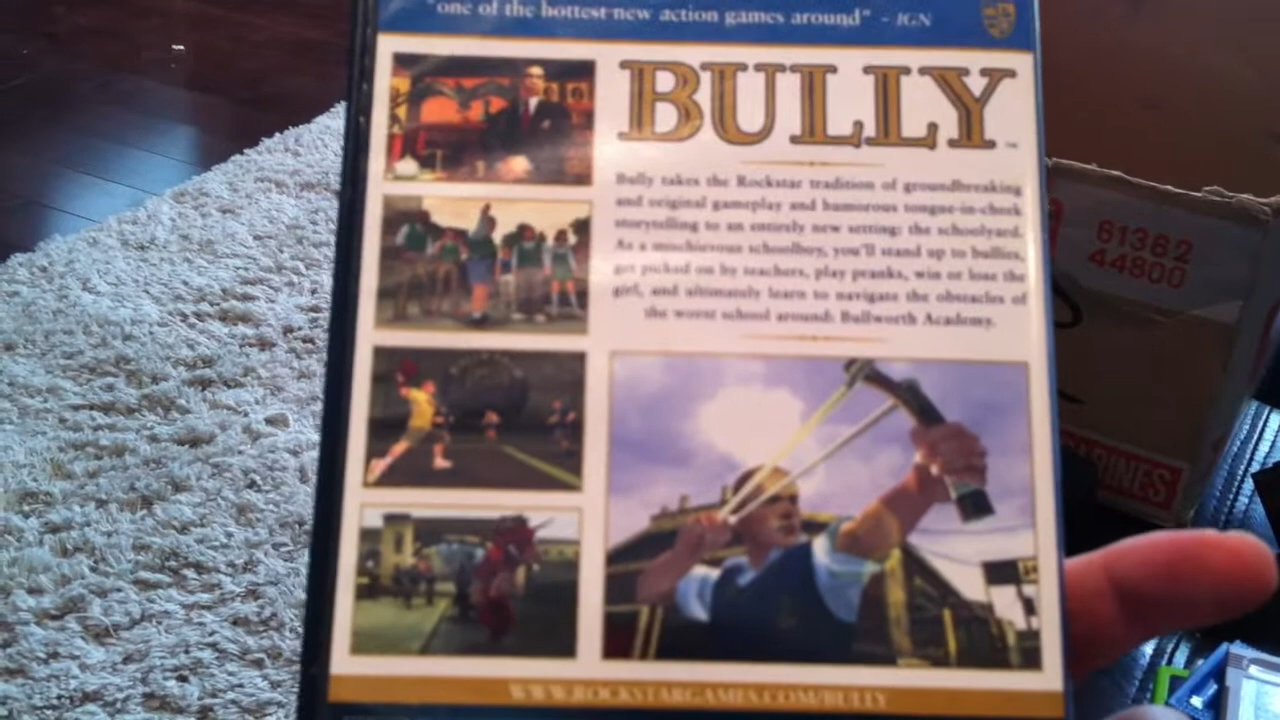 "one of the hottest new action games around" - IGN
BULLY
Bully takes the Rockstar tradition of groundbreaking
and original gameplay and humorous tongue-in-cheek
storytelling to an entirely new setting: the schoolyard.
As a mischievous schoolboy, you'll stand up to bullies,
get picked on by teachers, play pranks, win or lose the
girl, and ultimately learn to navigate the obstacles of
the worst school around: Bullworth Academy.
WWW.ROCKSTARGAMES.COM/BULLY
61362
44800